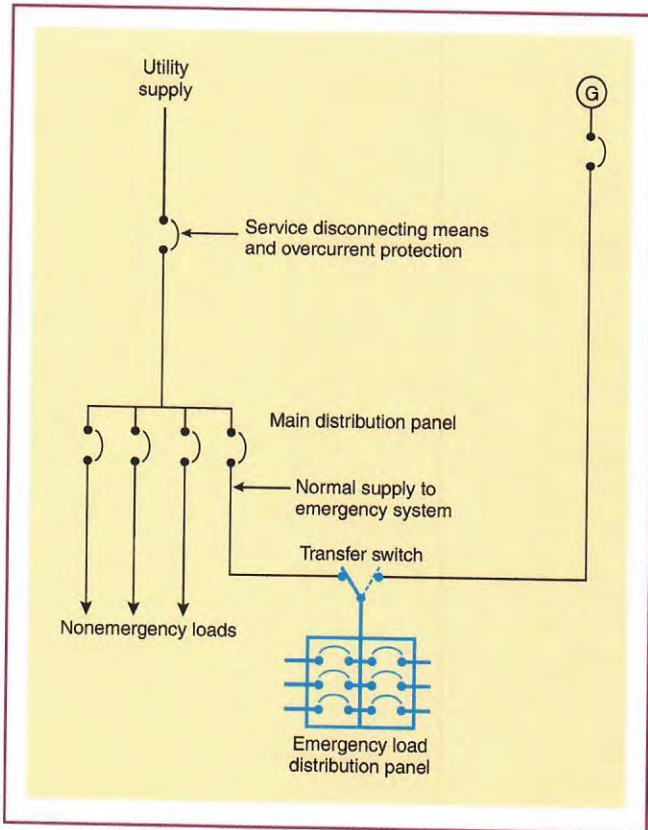 Utility
supply
G
Service disconnecting means
and overcurrent protection
Main distribution panel
Normal supply to
emergency system
Transfer switch
Nonemergency loads
Emergency load
distribution panel